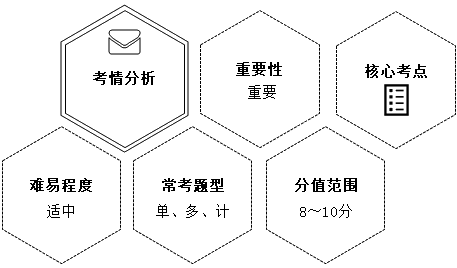 考情分析
重要性
重要
核心考点
难易程度
适中
常考题型
单、多、计
分值范围
8～10分